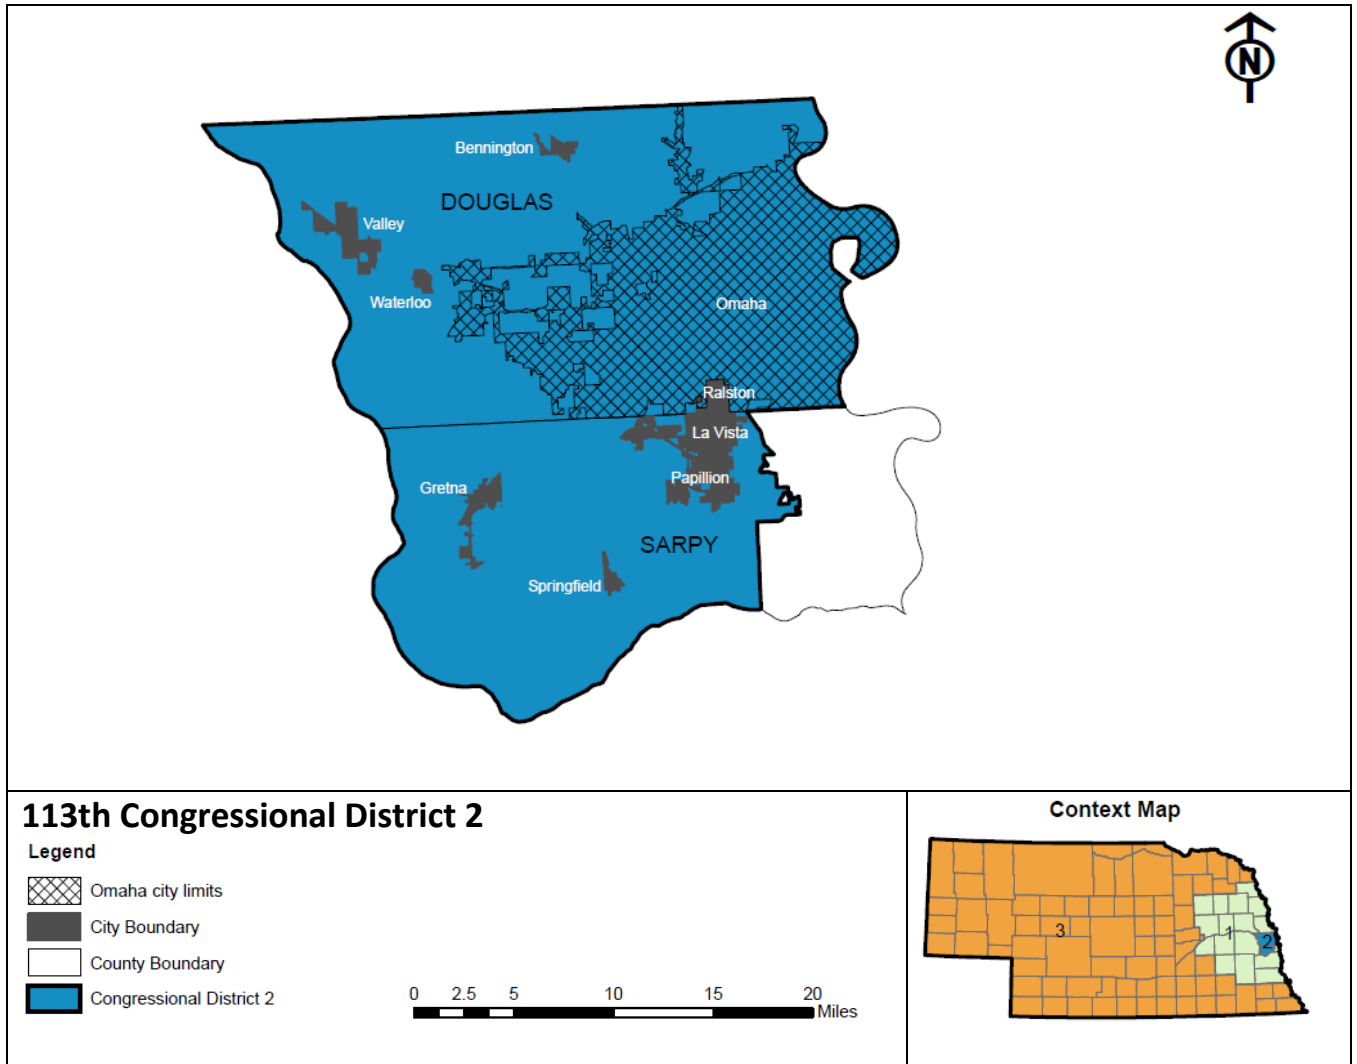 N
Bennington
DOUGLAS
Valley
Waterloo
Omaha
Ralston
La Vista
Papillion
Gretna
SARPY
Springfield
113th Congressional District 2
Legend
Omaha city limits
City Boundary
County Boundary
Congressional District 2
0 2.5 5 10 15 20
Miles
Context Map
3
1
2